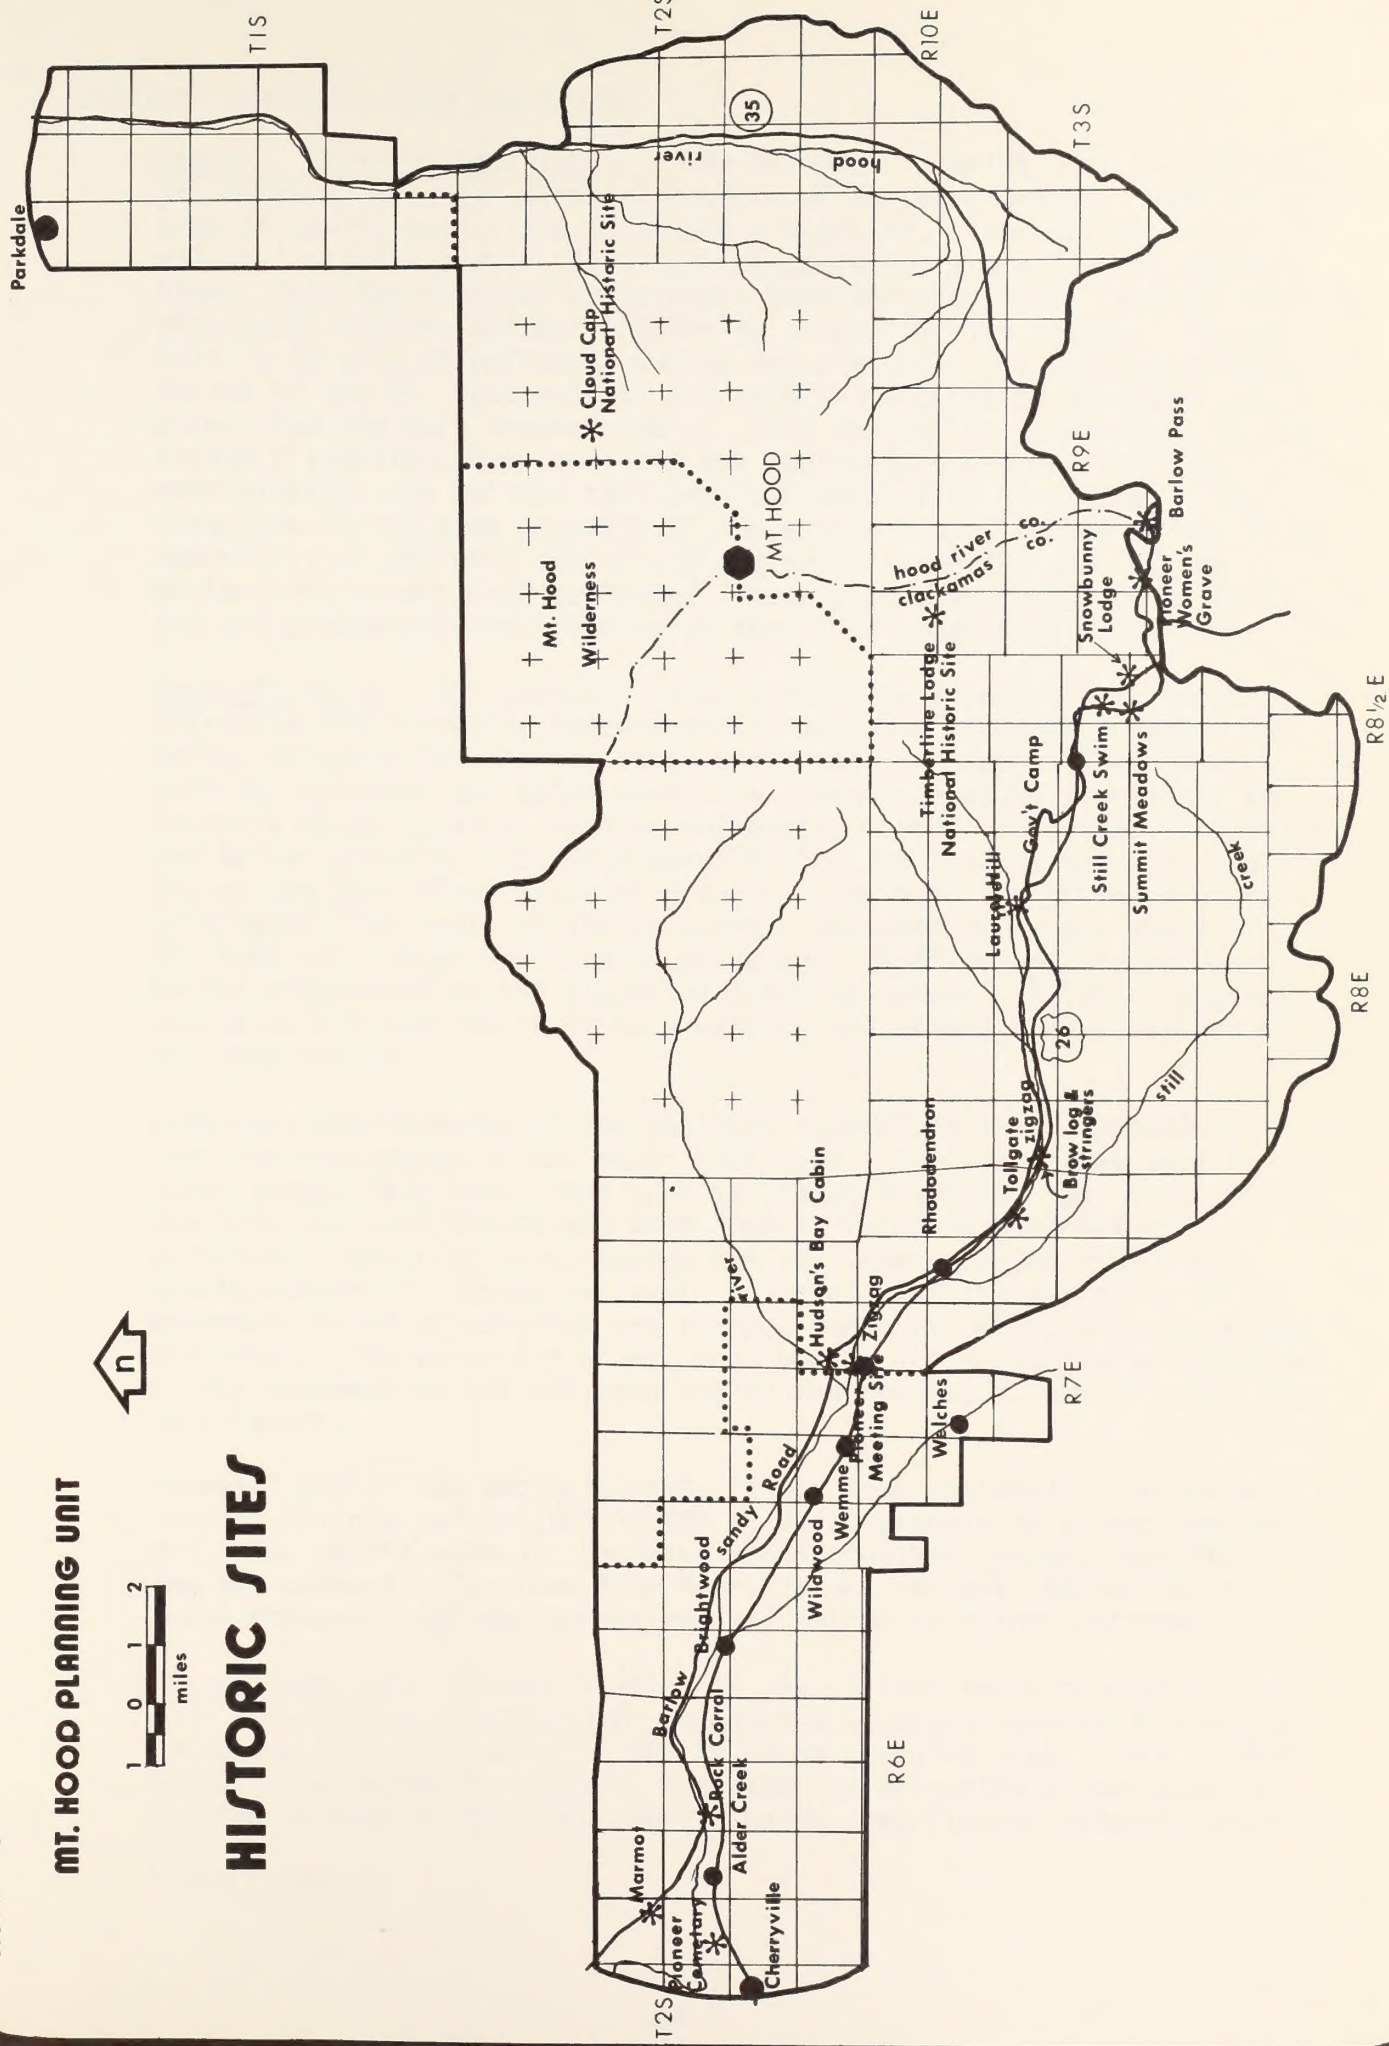 MT. HOOD PLANNING UNIT
1 0 1 2
miles
HISTORIC SITES
n
Parkdale
T1S
T2S
R10E
T3S
35
river
hood
Cloud Cap
National Historic Site
Mt. Hood
Wilderness
MT HOOD
hood river co.
clackamas co.
R9E
Barlow Pass
Pioneer
Women's
Grave
Snowbunny
Lodge
Timberline Lodge
National Historic Site
Gov't Camp
Still Creek Swim
Summit Meadows
R8½E
Laurel Hill
creek
still
26
R8E
zigzag
Tollgate
Brow log &
stringers
Rhododendron
Hudson's Bay Cabin
River
Zigzag
Pioneer
Meeting Site
Welches
R7E
Wemme
Wildwood
Road
sandy
Brightwood
Barlow
Rock Corral
Alder Creek
R6E
Marmot
Pioneer
Cemetary
Cherryville
T2S